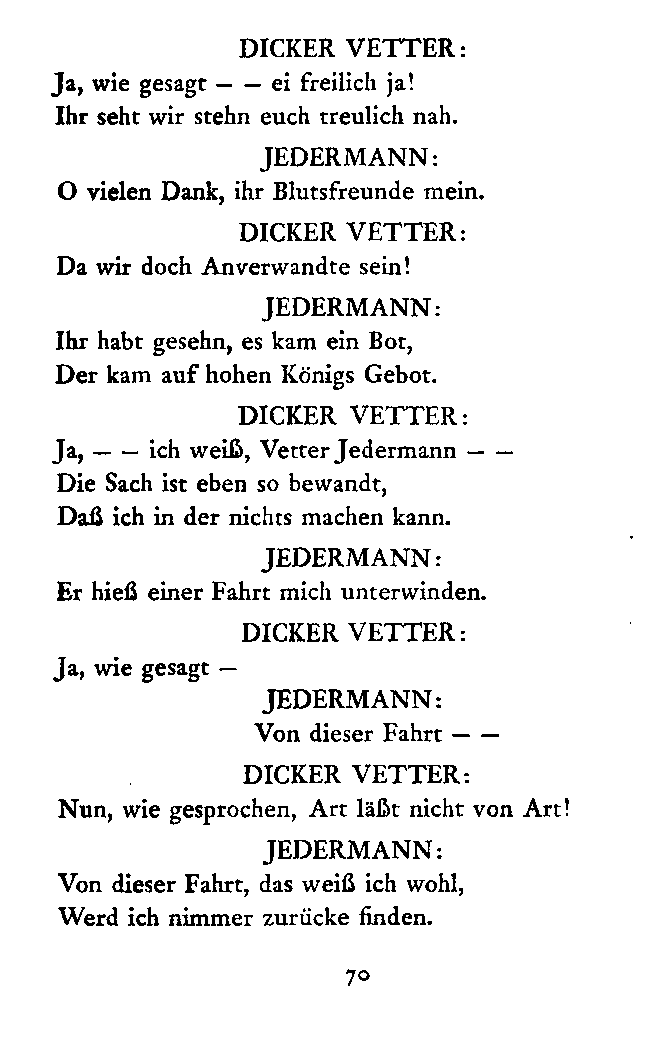 DICKER VETTER:
Ja, wie gesagt – – ei freilich ja!
Ihr seht wir stehn euch treulich nah.
JEDERMANN:
O vielen Dank, ihr Blutsfreunde mein.
DICKER VETTER:
Da wir doch Anverwandte sein!
JEDERMANN:
Ihr habt gesehn, es kam ein Bot,
Der kam auf hohen Königs Gebot.
DICKER VETTER:
Ja, – – ich weiß, Vetter Jedermann – –
Die Sach ist eben so bewandt,
Daß ich in der nichts machen kann.
JEDERMANN:
Er hieß einer Fahrt mich unterwinden.
DICKER VETTER:
Ja, wie gesagt –
JEDERMANN:
Von dieser Fahrt – –
DICKER VETTER:
Nun, wie gesprochen, Art läßt nicht von Art!
JEDERMANN:
Von dieser Fahrt, das weiß ich wohl,
Werd ich nimmer zurücke finden.
70